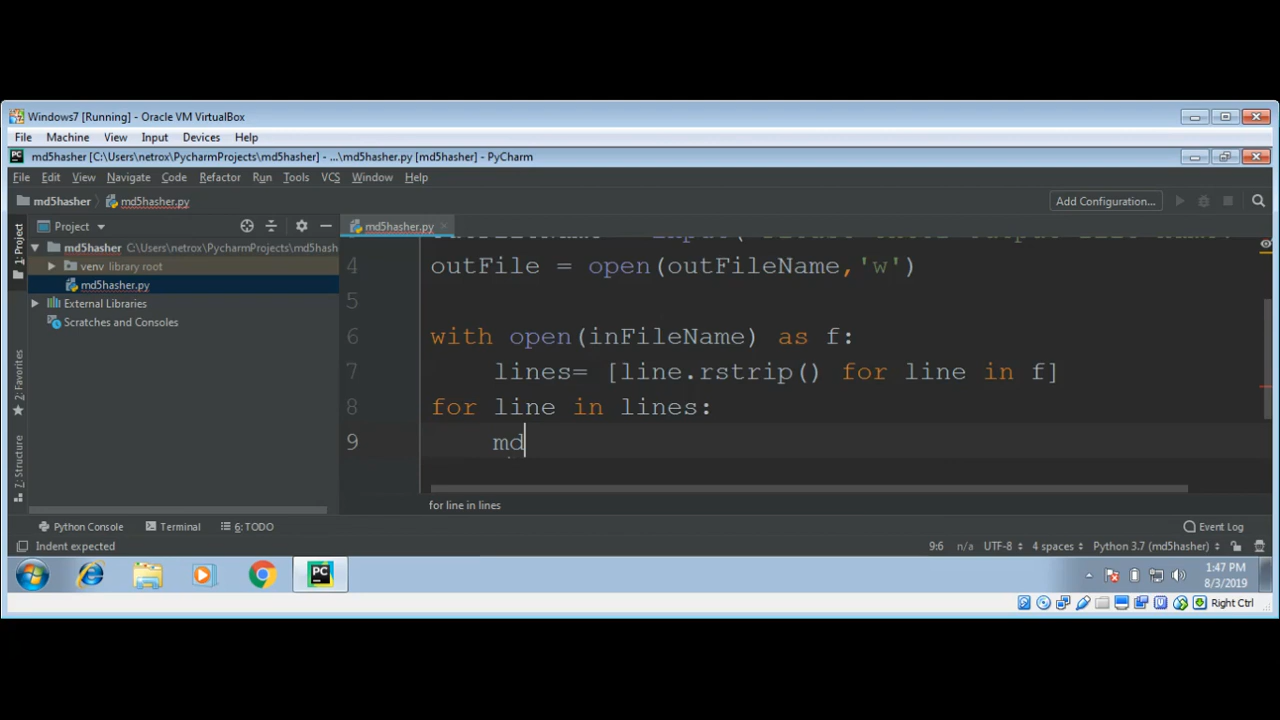 Windows7 [Running] - Oracle VM VirtualBox
File Machine View Input Devices Help
md5hasher [C:\Users\netrox\PycharmProjects\md5hasher] - ...\md5hasher.py [md5hasher] - PyCharm
File Edit View Navigate Code Refactor Run Tools VCS Window Help
md5hasher md5hasher.py Add Configuration...
Project md5hasher.py
1: Project
md5hasher C:\Users\netrox\PycharmProjects\md5hash
venv library root
md5hasher.py
External Libraries
Scratches and Consoles
2: Favorites
7: Structure
4 outFile = open(outFileName,'w')
5
6 with open(inFileName) as f:
7 lines= [line.rstrip() for line in f]
8 for line in lines:
9 md
for line in lines
Python Console Terminal 6: TODO Event Log
Indent expected 9:6 n/a UTF-8 4 spaces Python 3.7 (md5hasher)
PC
1:47 PM
8/3/2019
Right Ctrl